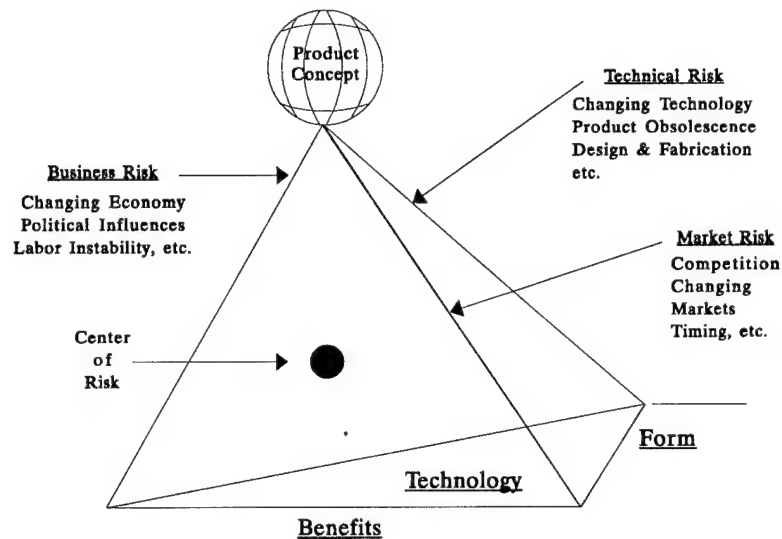 Product
Concept
Technical Risk
Changing Technology
Product Obsolescence
Design & Fabrication
etc.
Business Risk
Changing Economy
Political Influences
Labor Instability, etc.
Market Risk
Competition
Changing
Markets
Timing, etc.
Center
of
Risk
Form
Technology
Benefits